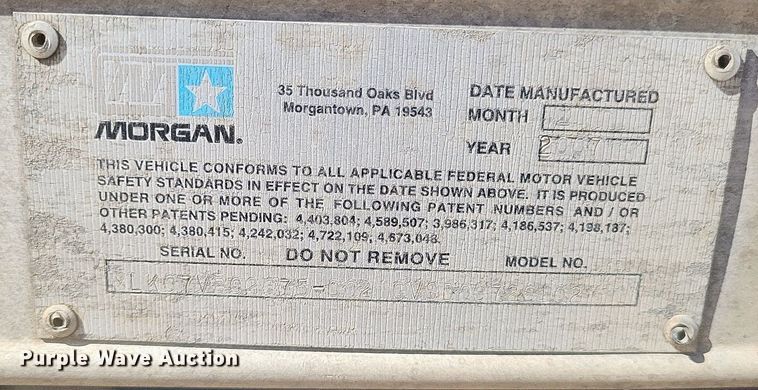 MORGAN.
35 Thousand Oaks Blvd
Morgantown, PA 19543
DATE MANUFACTURED
MONTH
YEAR
THIS VEHICLE CONFORMS TO ALL APPLICABLE FEDERAL MOTOR VEHICLE
SAFETY STANDARDS IN EFFECT ON THE DATE SHOWN ABOVE. IT IS PRODUCED
UNDER ONE OR MORE OF THE FOLLOWING PATENT NUMBERS AND / OR
OTHER PATENTS PENDING: 4,403,804; 4,589,507; 3,986,317; 4,186,537; 4,198,187;
4,380,300; 4,380,415; 4,242,032; 4,722,109; 4,673,048.
SERIAL NO. DO NOT REMOVE MODEL NO.
Purple Wave Auction